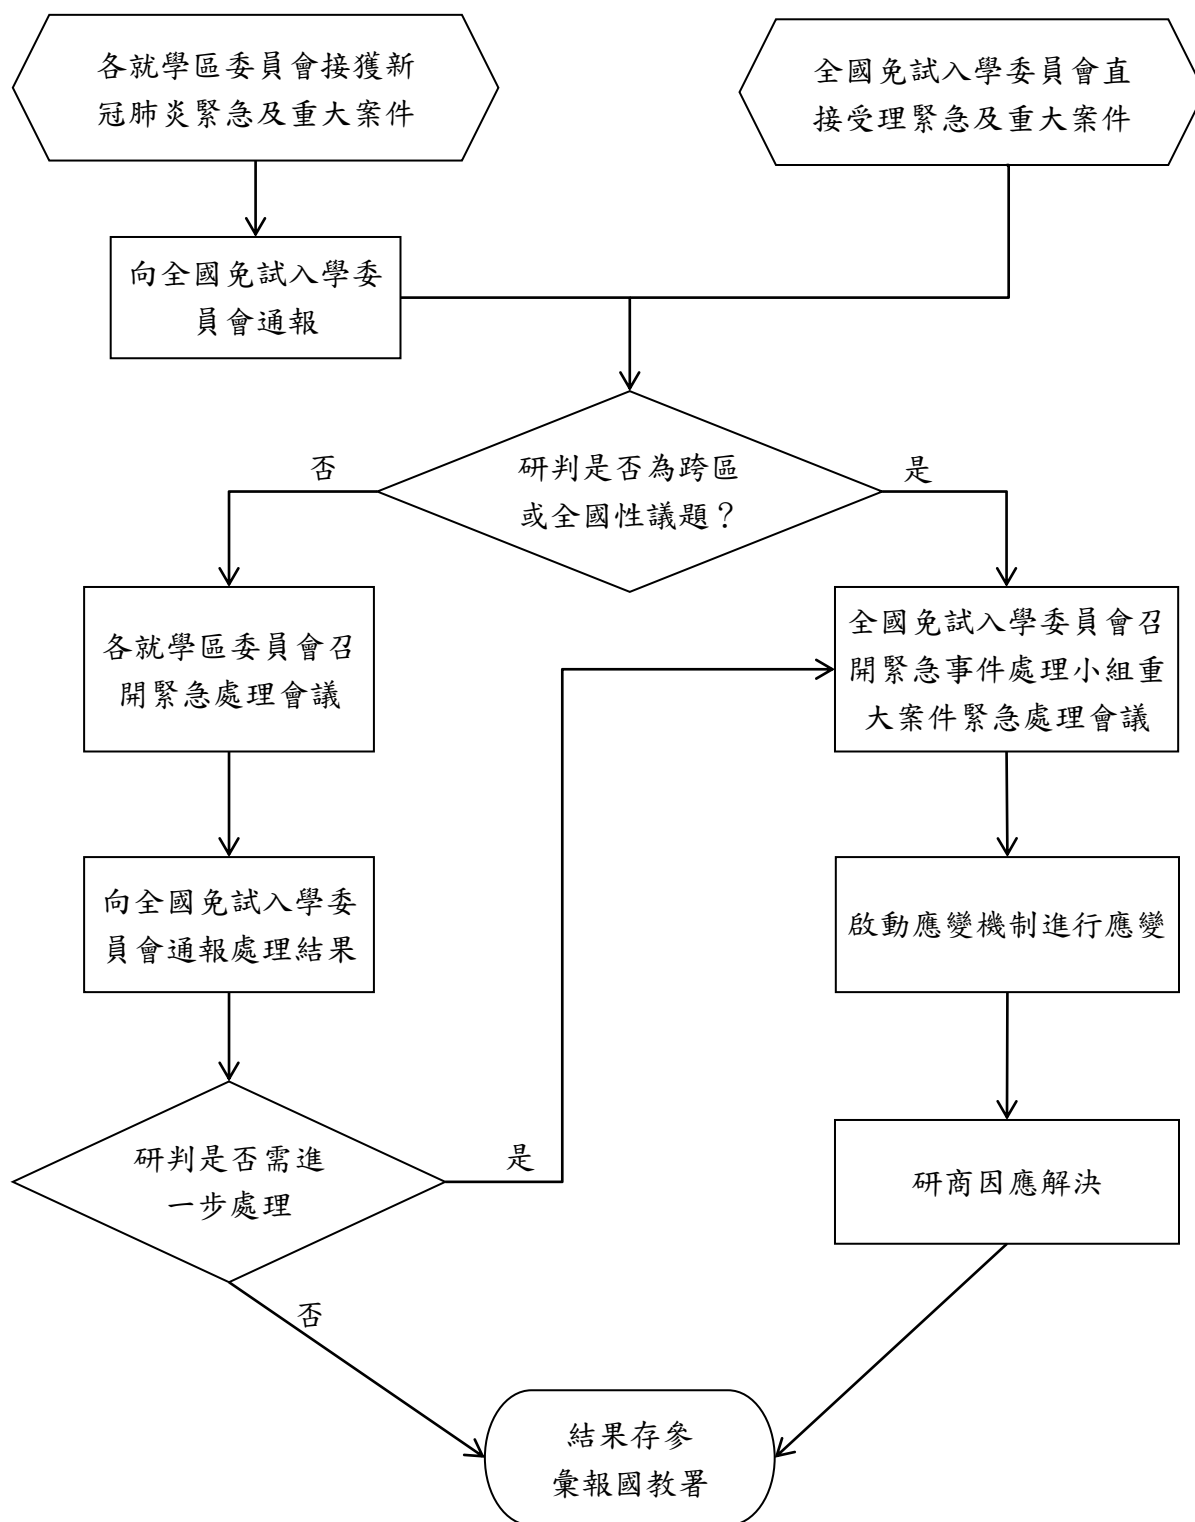 各就學區委員會接獲新
冠肺炎緊急及重大案件
全國免試入學委員會直
接受理緊急及重大案件
向全國免試入學委
員會通報
研判是否為跨區
或全國性議題？
否
是
各就學區委員會召
開緊急處理會議
全國免試入學委員會召
開緊急事件處理小組重
大案件緊急處理會議
向全國免試入學委
員會通報處理結果
啟動應變機制進行應變
研判是否需進
一步處理
是
研商因應解決
否
結果存參
彙報國教署